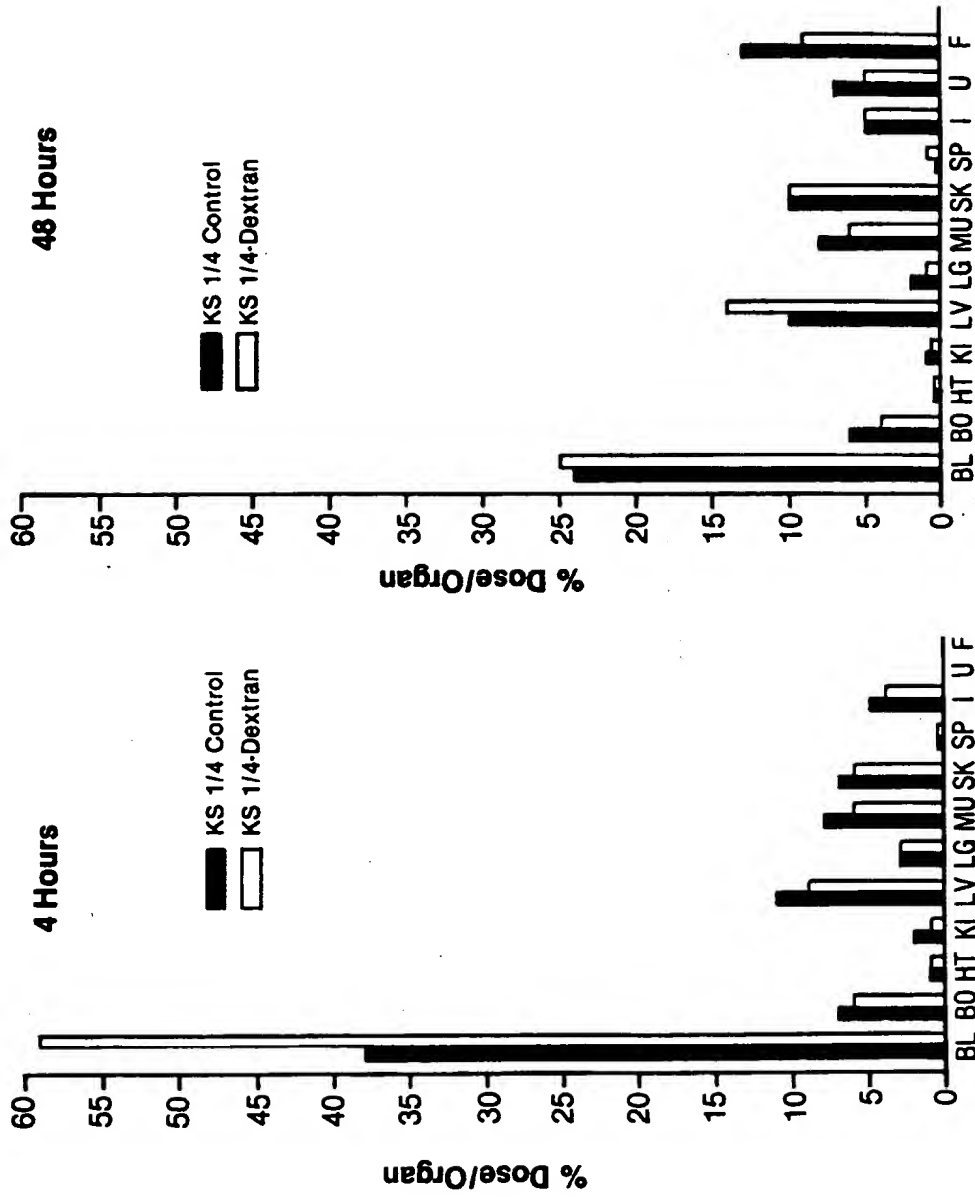 4 Hours
KS 1/4 Control
KS 1/4-Dextran
% Dose/Organ
60
55
50
45
40
35
30
25
20
15
10
5
0
BL BO HT KI LV LG MU SK SP I U F
48 Hours
KS 1/4 Control
KS 1/4-Dextran
% Dose/Organ
60
55
50
45
40
35
30
25
20
15
10
5
0
BL BO HT KI LV LG MU SK SP I U F